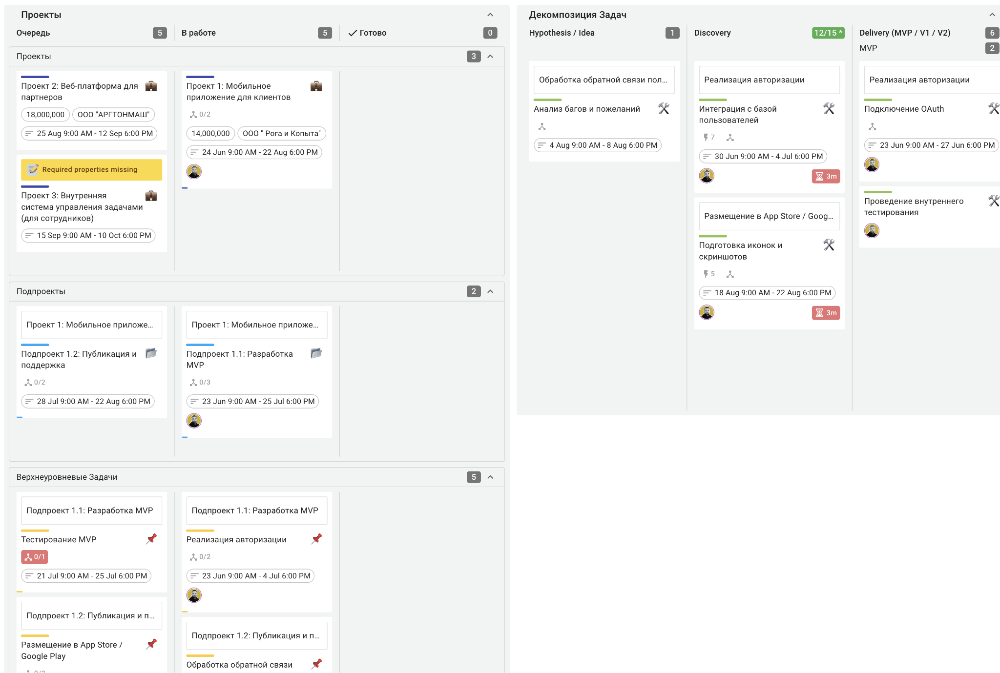 Проекты
Очередь 5
В работе 5
Готово 0
Проекты 3
Проект 2: Веб-платформа для
партнеров
18,000,000 ООО "АРГТОНМАШ"
25 Aug 9:00 AM - 12 Sep 6:00 PM
Required properties missing
Проект 3: Внутренняя
система управления задачами
(для сотрудников)
15 Sep 9:00 AM - 10 Oct 6:00 PM
Проект 1: Мобильное
приложение для клиентов
0/2
14,000,000 ООО " Рога и Копыта"
24 Jun 9:00 AM - 22 Aug 6:00 PM
Подпроекты 2
Проект 1: Мобильное приложе...
Подпроект 1.2: Публикация и
поддержка
0/2
28 Jul 9:00 AM - 22 Aug 6:00 PM
Проект 1: Мобильное приложе...
Подпроект 1.1: Разработка
MVP
0/3
23 Jun 9:00 AM - 25 Jul 6:00 PM
Верхнеуровневые Задачи 5
Подпроект 1.1: Разработка MVP
Тестирование MVP
0/1
21 Jul 9:00 AM - 25 Jul 6:00 PM
Подпроект 1.2: Публикация и п...
Размещение в App Store /
Google Play
Подпроект 1.1: Разработка MVP
Реализация авторизации
0/2
23 Jun 9:00 AM - 4 Jul 6:00 PM
Подпроект 1.2: Публикация и п...
Обработка обратной связи
Декомпозиция Задач
Hypothesis / Idea 1
Discovery 12/15 *
Delivery (MVP / V1 / V2) 6
MVP 2
Обработка обратной связи пол...
Анализ багов и пожеланий
4 Aug 9:00 AM - 8 Aug 6:00 PM
Реализация авторизации
Интеграция с базой
пользователей
7
30 Jun 9:00 AM - 4 Jul 6:00 PM
3m
Размещение в App Store / Goog...
Подготовка иконок и
скриншотов
5
18 Aug 9:00 AM - 22 Aug 6:00 PM
3m
Реализация авторизации
Подключение OAuth
23 Jun 9:00 AM - 27 Jun 6:00 PM
Проведение внутреннего
тестирования